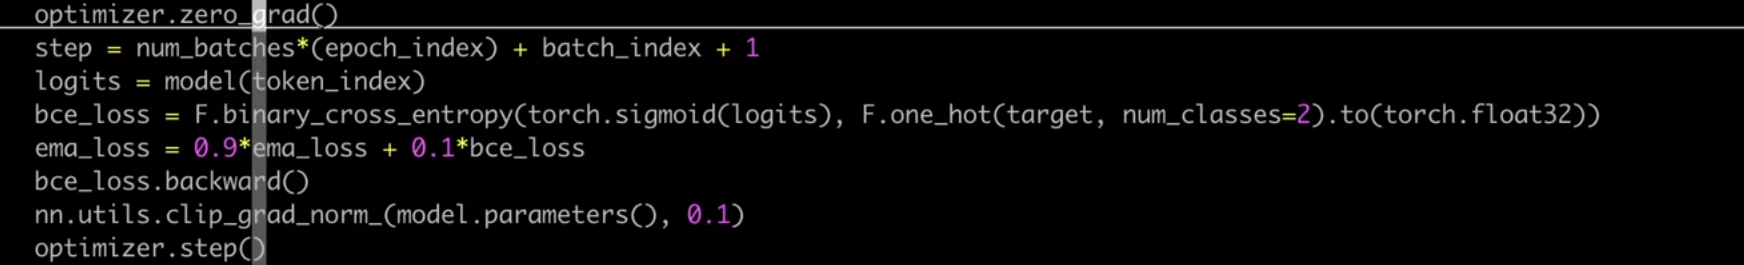 optimizer.zero_grad()
step = num_batches*(epoch_index) + batch_index + 1
logits = model(token_index)
bce_loss = F.binary_cross_entropy(torch.sigmoid(logits), F.one_hot(target, num_classes=2).to(torch.float32))
ema_loss = 0.9*ema_loss + 0.1*bce_loss
bce_loss.backward()
nn.utils.clip_grad_norm_(model.parameters(), 0.1)
optimizer.step()